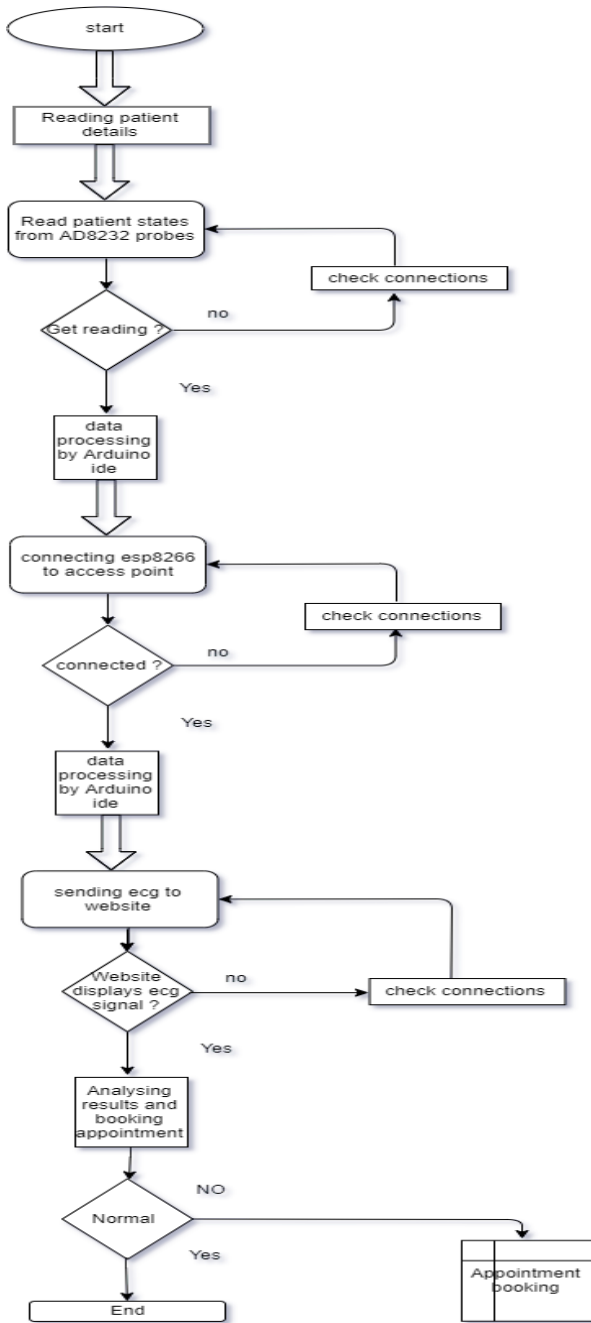 start
Reading patient
details
Read patient states
from AD8232 probes
check connections
no
Get reading ?
Yes
data
processing
by Arduino
ide
connecting esp8266
to access point
check connections
no
connected ?
Yes
data
processing
by Arduino
ide
sending ecg to
website
Website
displays ecg
signal ?
no
check connections
Yes
Analysing
results and
booking
appointment
NO
Normal
Yes
Appointment
booking
End